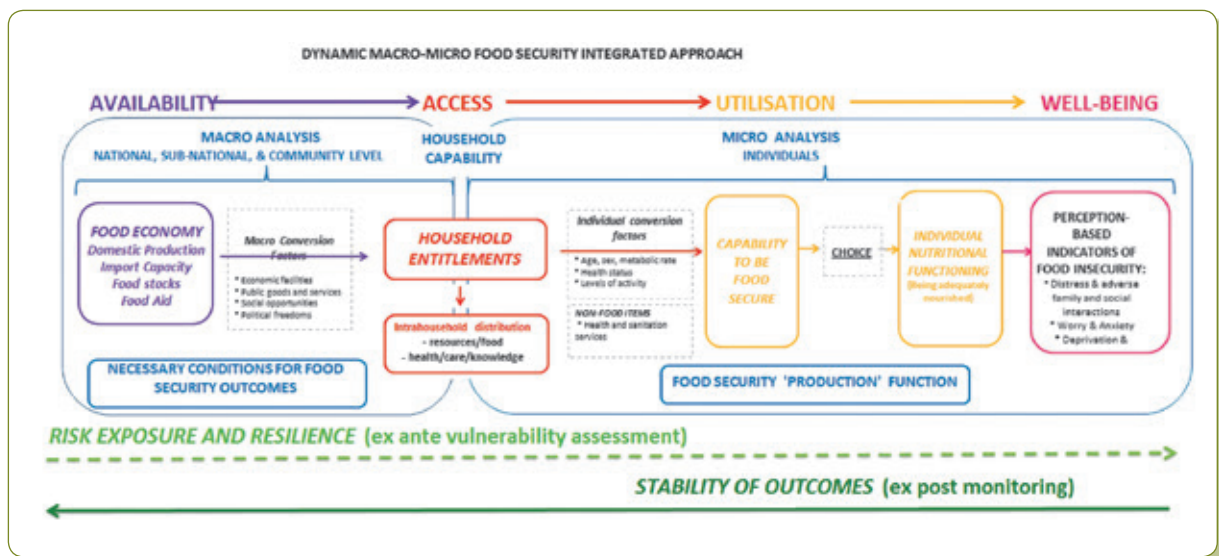 DYNAMIC MACRO-MICRO FOOD SECURITY INTEGRATED APPROACH
AVAILABILITY
ACCESS
UTILISATION
WELL-BEING
MACRO ANALYSIS
NATIONAL, SUB-NATIONAL, & COMMUNITY LEVEL
HOUSEHOLD
CAPABILITY
MICRO ANALYSIS
INDIVIDUALS
FOOD ECONOMY
Domestic Production
Import Capacity
Food stocks
Food Aid
Macro Conversion
Factors
* Economic facilities
* Public goods and services
* Social opportunities
* Political freedoms
HOUSEHOLD
ENTITLEMENTS
Intrahousehold distribution
- resources/food
- health/care/knowledge
Individual conversion
factors
* Age, sex, metabolic rate
* Health status
* Levels of activity
NON-FOOD ITEMS
* Health and sanitation
services
CAPABILITY
TO BE
FOOD
SECURE
CHOICE
INDIVIDUAL
NUTRITIONAL
FUNCTIONING
(Being adequately
nourished)
PERCEPTION-
BASED
INDICATORS OF
FOOD INSECURITY:
* Distress & adverse
family and social
interactions
* Worry & Anxiety
* Deprivation &
NECESSARY CONDITIONS FOR FOOD
SECURITY OUTCOMES
FOOD SECURITY 'PRODUCTION' FUNCTION
RISK EXPOSURE AND RESILIENCE (ex ante vulnerability assessment)
STABILITY OF OUTCOMES (ex post monitoring)